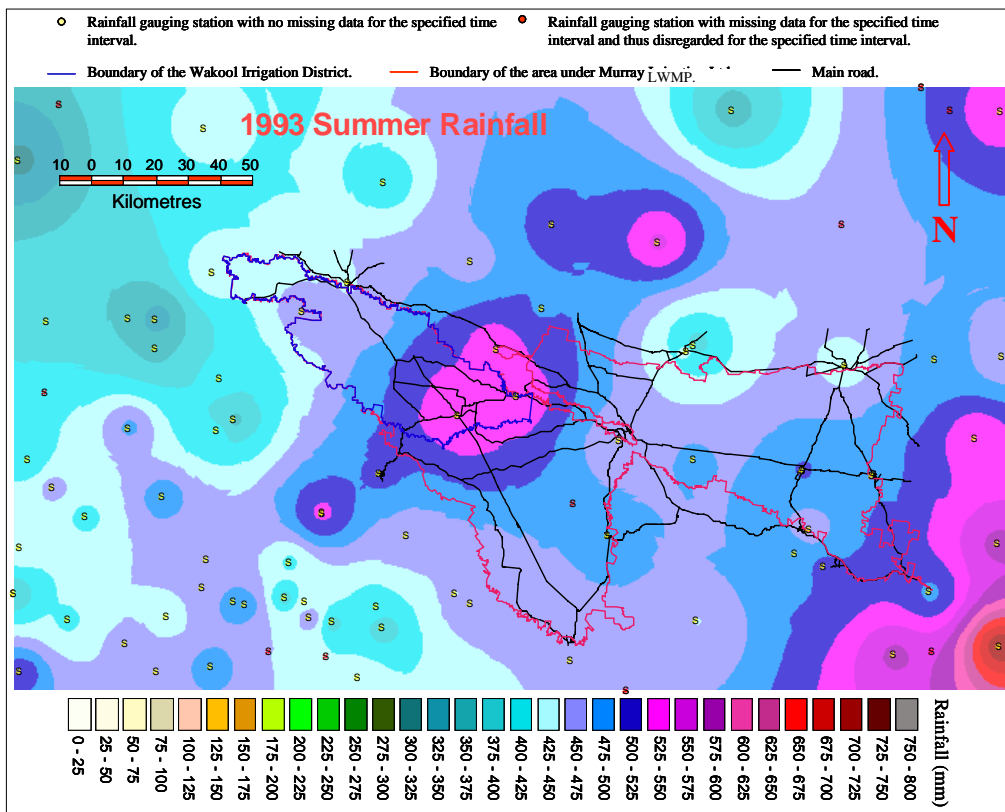 Rainfall gauging station with no missing data for the specified time
interval.
Rainfall gauging station with missing data for the specified time
interval and thus disregarded for the specified time interval.
Boundary of the Wakool Irrigation District.
Boundary of the area under Murray
LWMP.
Main road.
1993 Summer Rainfall
10 0 10 20 30 40 50
Kilometres
N
Rainfall (mm)
0 - 25
25 - 50
50 - 75
75 - 100
100 - 125
125 - 150
150 - 175
175 - 200
200 - 225
225 - 250
250 - 275
275 - 325
300 - 325
325 - 350
350 - 375
375 - 400
400 - 425
425 - 450
450 - 475
475 - 500
500 - 525
525 - 550
550 - 575
575 - 600
600 - 625
625 - 650
650 - 675
675 - 700
700 - 725
725 - 750
750 - 800